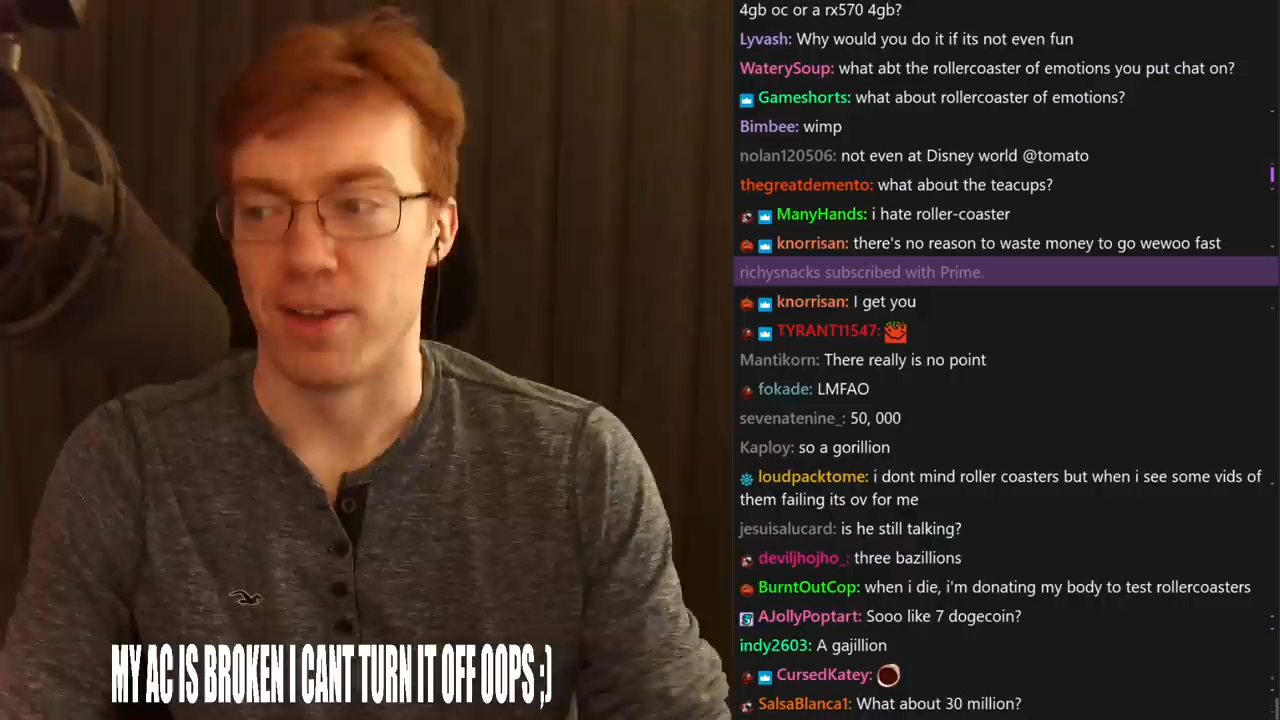 4gb oc or a rx570 4gb?
Lyvash: Why would you do it if its not even fun
WaterySoup: what abt the rollercoaster of emotions you put chat on?
Gameshorts: what about rollercoaster of emotions?
Bimbee: wimp
nolan120506: not even at Disney world @tomato
thegreatdemento: what about the teacups?
ManyHands: i hate roller-coaster
knorrisan: there's no reason to waste money to go wewoo fast
richysnacks subscribed with Prime.
knorrisan: I get you
TYRANT11547:
Mantikorn: There really is no point
fokade: LMFAO
sevenatenine_: 50, 000
Kaploy: so a gorillion
loudpacktome: i dont mind roller coasters but when i see some vids of
them failing its ov for me
jesuisalucard: is he still talking?
deviljhojho_: three bazillions
BurntOutCop: when i die, i'm donating my body to test rollercoasters
AJollyPoptart: Sooo like 7 dogecoin?
indy2603: A gajillion
CursedKatey:
SalsaBlanca1: What about 30 million?
MY AC IS BROKEN I CANT TURN IT OFF OOPS ;)